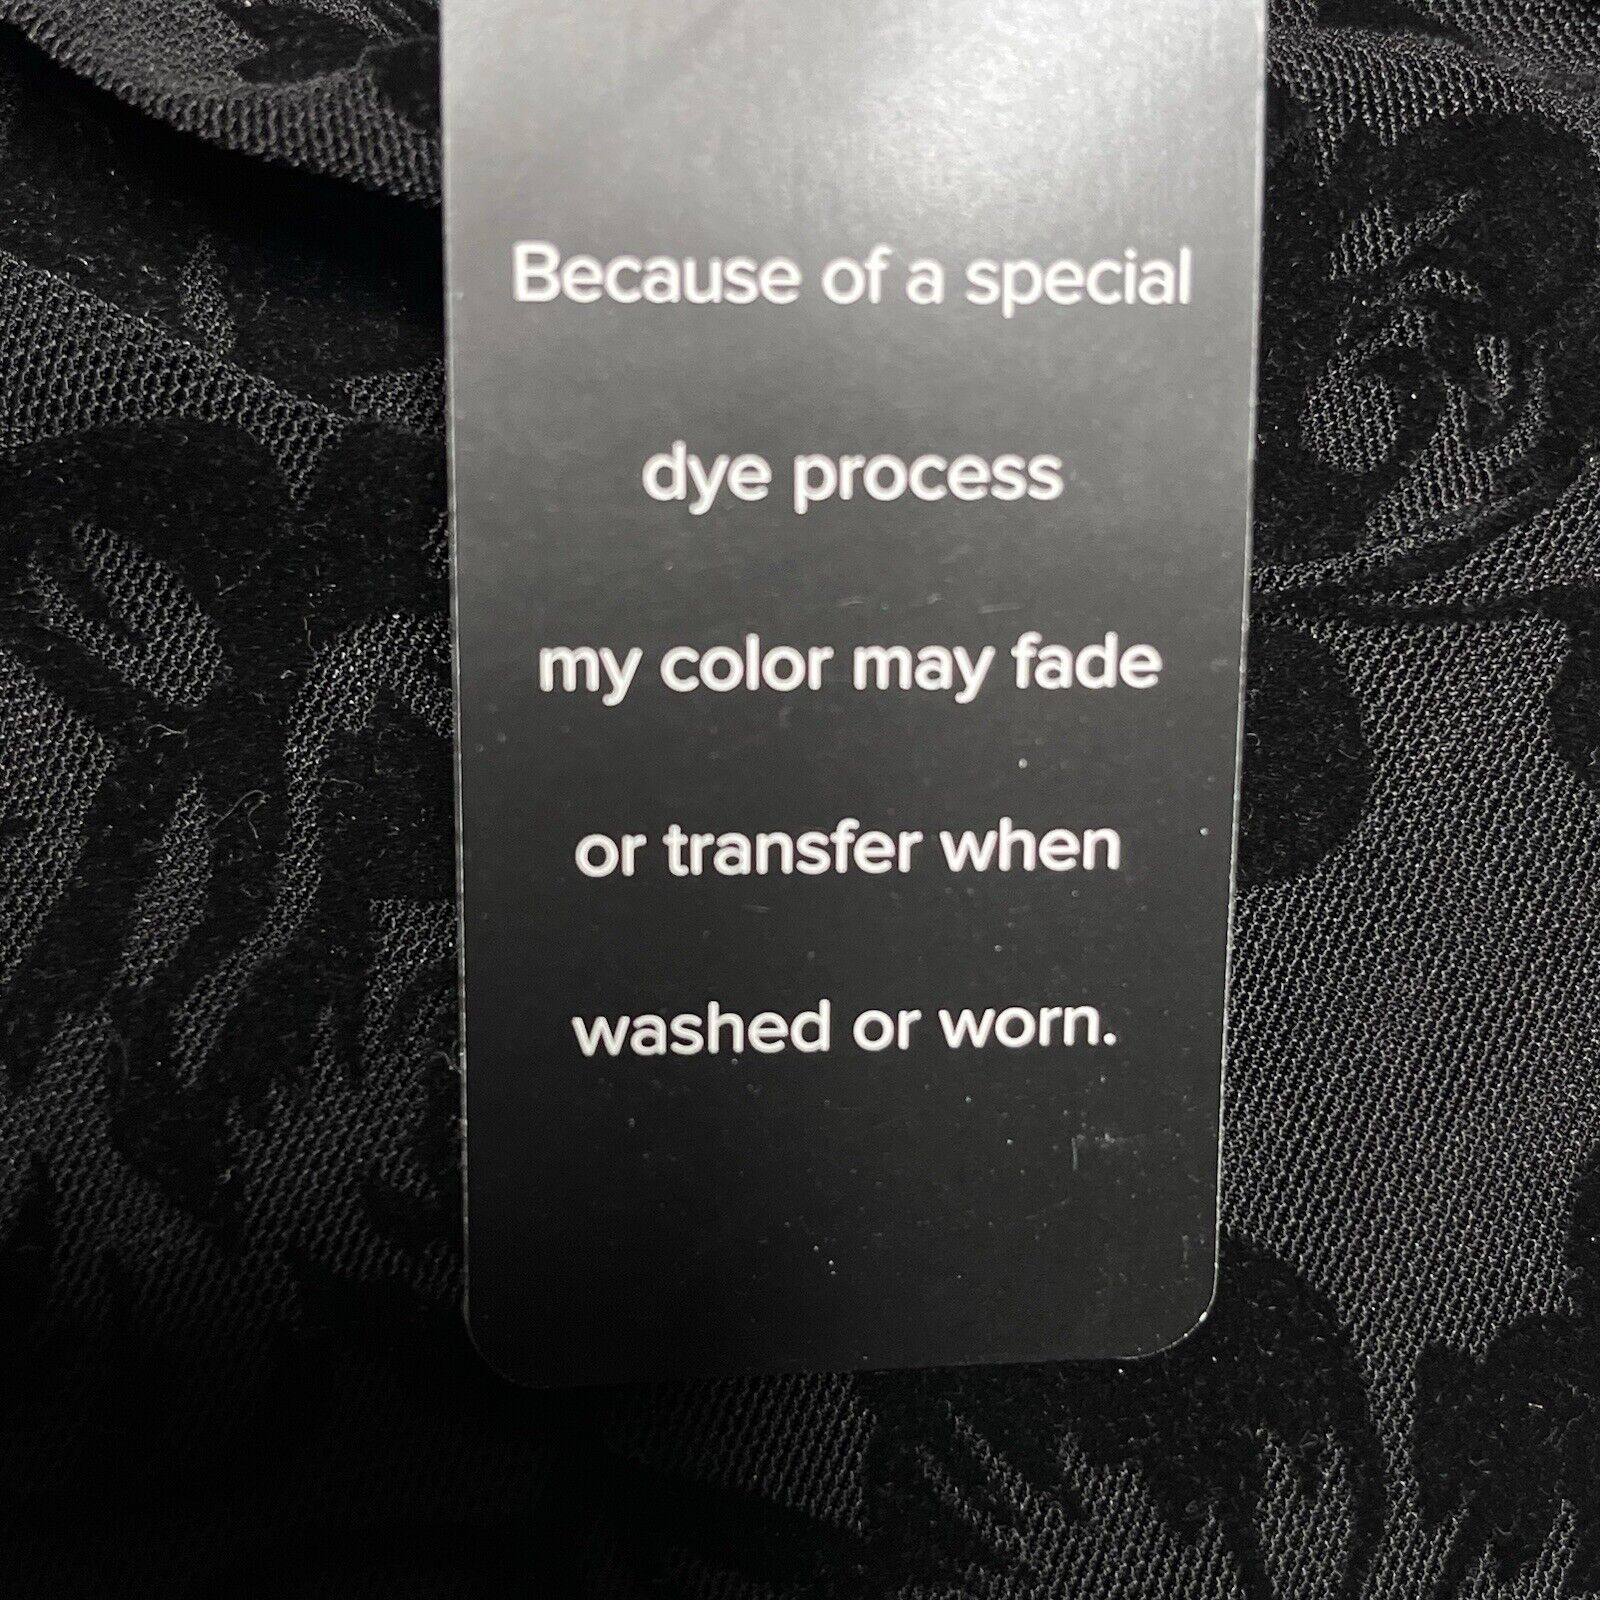 Because of a special
dye process
my color may fade
or transfer when
washed or worn.